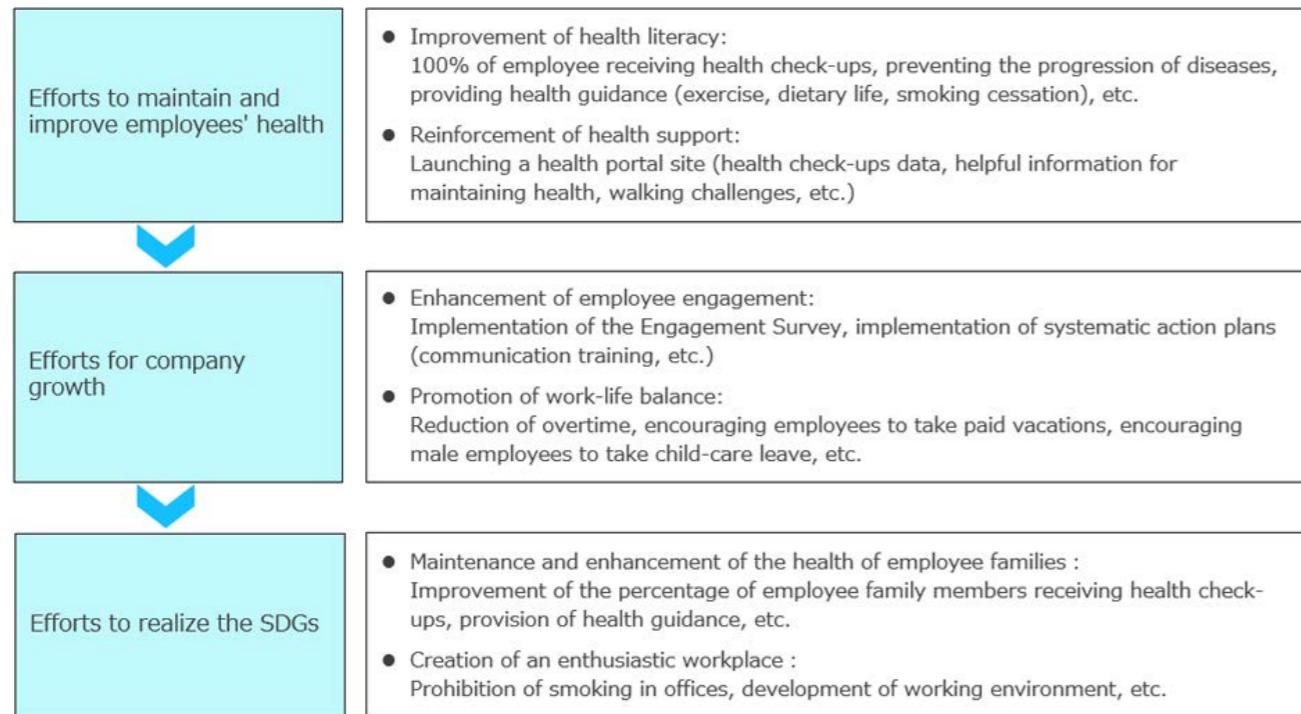 Efforts to maintain and
improve employees' health
● Improvement of health literacy:
100% of employee receiving health check-ups, preventing the progression of diseases,
providing health guidance (exercise, dietary life, smoking cessation), etc.
● Reinforcement of health support:
Launching a health portal site (health check-ups data, helpful information for
maintaining health, walking challenges, etc.)
Efforts for company
growth
● Enhancement of employee engagement:
Implementation of the Engagement Survey, implementation of systematic action plans
(communication training, etc.)
● Promotion of work-life balance:
Reduction of overtime, encouraging employees to take paid vacations, encouraging
male employees to take child-care leave, etc.
Efforts to realize the SDGs
● Maintenance and enhancement of the health of employee families :
Improvement of the percentage of employee family members receiving health check-
ups, provision of health guidance, etc.
● Creation of an enthusiastic workplace :
Prohibition of smoking in offices, development of working environment, etc.